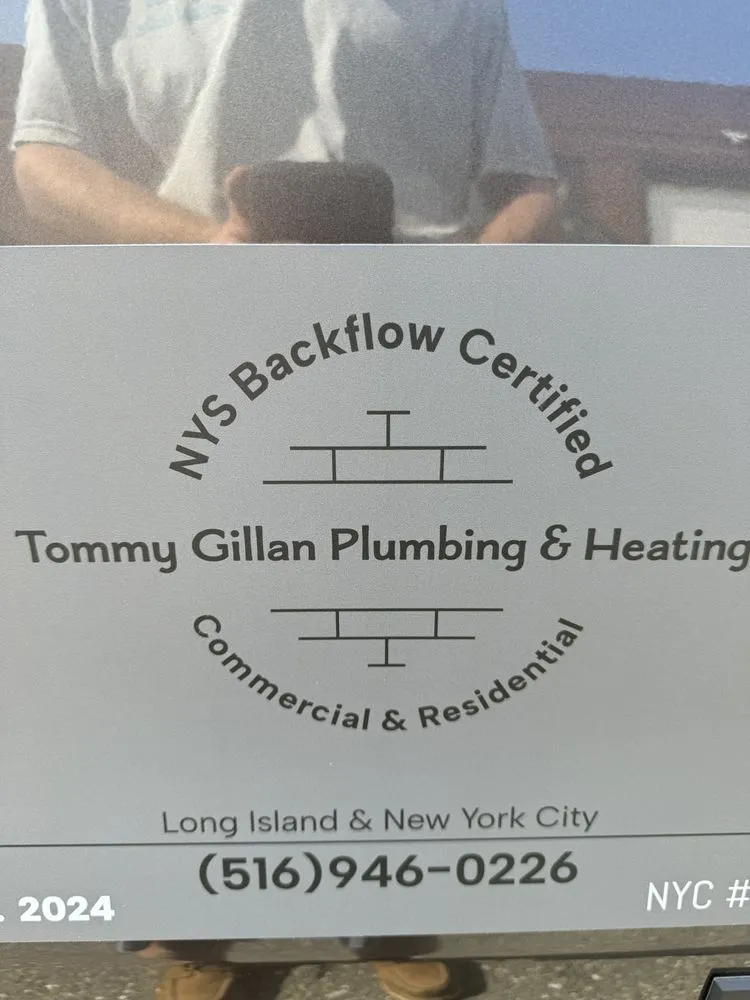 NYS Backflow Certified
Tommy Gillan Plumbing & Heating
Commercial & Residential
Long Island & New York City
(516)946-0226
. 2024
NYC #